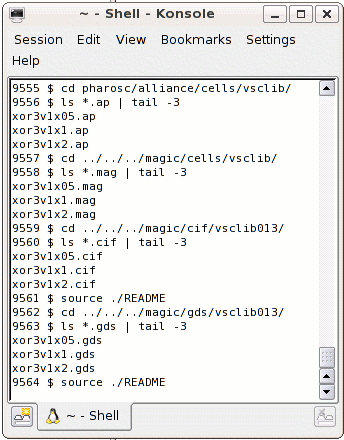 ~ - Shell - Konsole
Session Edit View Bookmarks Settings
Help
9555 $ cd pharosc/alliance/cells/vsclib/
9556 $ ls *.ap | tail -3
xor3v1x05.ap
xor3v1x1.ap
xor3v1x2.ap
9557 $ cd ../../../magic/cells/vsclib/
9558 $ ls *.mag | tail -3
xor3v1x05.mag
xor3v1x1.mag
xor3v1x2.mag
9559 $ cd ../../../magic/cif/vsclib013/
9560 $ ls *.cif | tail -3
xor3v1x05.cif
xor3v1x1.cif
xor3v1x2.cif
9561 $ source ./README
9562 $ cd ../../../magic/gds/vsclib013/
9563 $ ls *.gds | tail -3
xor3v1x05.gds
xor3v1x1.gds
xor3v1x2.gds
9564 $ source ./README
~ - Shell